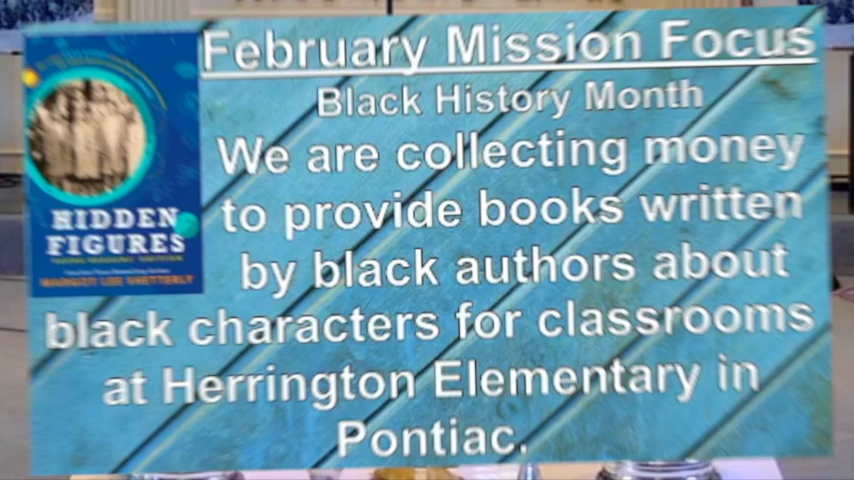 February Mission Focus
Black History Month
We are collecting money
to provide books written
by black authors about
black characters for classrooms
at Herrington Elementary in
Pontiac.
HIDDEN
FIGURES
MARGOT LEE SHETTERLY